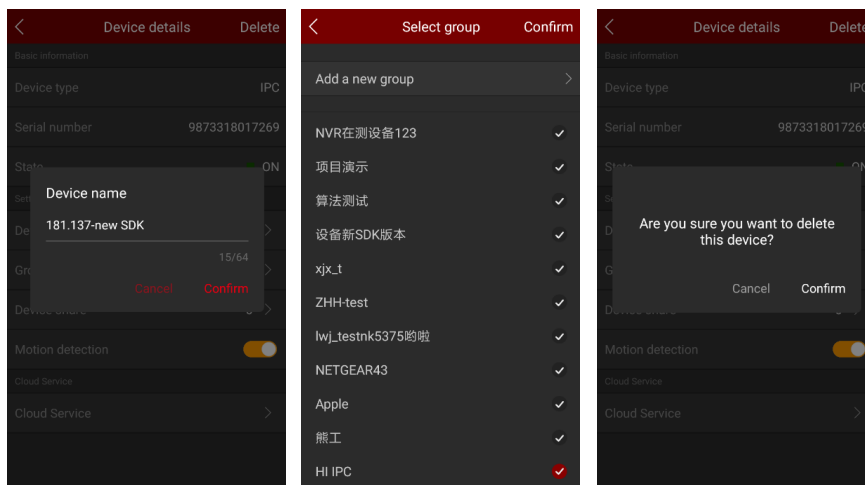 Device details
Delete
Basic information
Device type
IPC
Serial number
9873318017269
State
ON
Device name
181.137-new SDK
15/64
Cancel
Confirm
Motion detection
Cloud Service
Cloud Service
Select group
Confirm
Add a new group
NVR在测设备123
项目演示
算法测试
设备新SDK版本
xjx_t
ZHH-test
lwj_testnk5375哟啦
NETGEAR43
Apple
熊工
HI IPC
Device details
Delete
Basic information
Device type
IPC
Serial number
9873318017269
Are you sure you want to delete
this device?
Cancel
Confirm
Motion detection
Cloud Service
Cloud Service